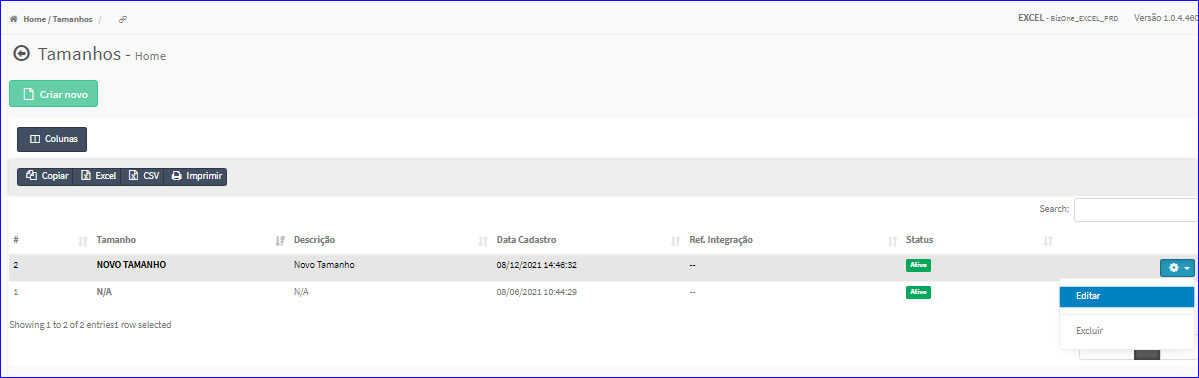 Home / Tamanhos /
EXCEL - BizOne_EXCEL_PRD Versão 1.0.4.460
Tamanhos - Home
Criar novo
Colunas
Copiar Excel CSV Imprimir
Search:
# Tamanho Descrição Data Cadastro Ref. Integração Status
2 NOVO TAMANHO Novo Tamanho 08/12/2021 14:46:32 -- Ativo
1 N/A N/A 08/06/2021 10:44:29 -- Ativo
Editar
Showing 1 to 2 of 2 entries1 row selected
Excluir